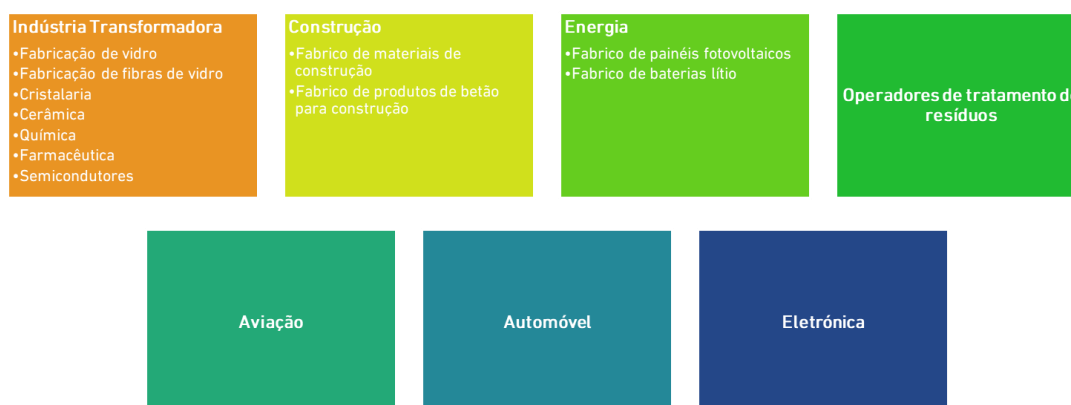 Indústria Transformadora
•Fabricação de vidro
•Fabricação de fibras de vidro
•Cristalaria
•Cerâmica
•Química
•Farmacêutica
•Semicondutores
Construção
•Fabrico de materiais de
construção
•Fabrico de produtos de betão
para construção
Energia
•Fabrico de painéis fotovoltaicos
•Fabrico de baterias lítio
Operadores de tratamento de
resíduos
Aviação
Automóvel
Eletrónica